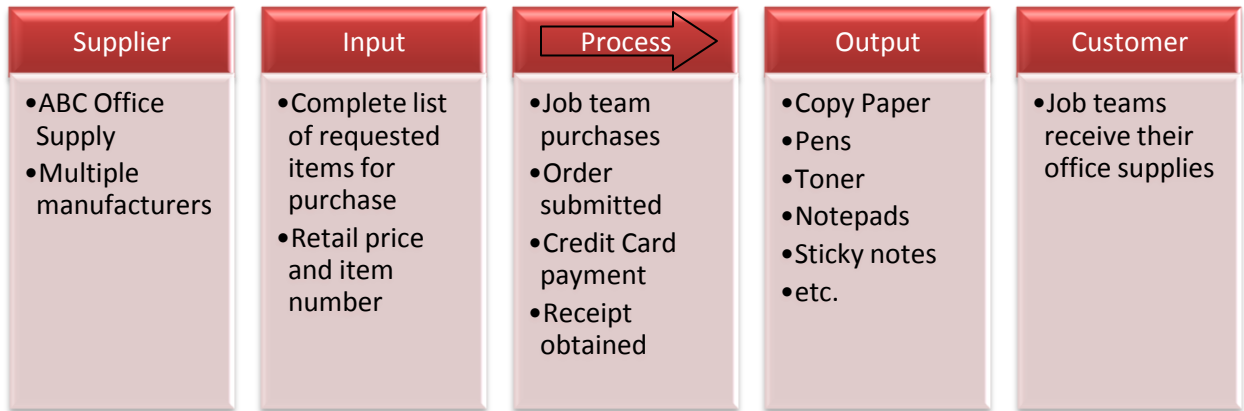 Supplier
•ABC Office
Supply
•Multiple
manufacturers
Input
•Complete list
of requested
items for
purchase
•Retail price
and item
number
Process
•Job team
purchases
•Order
submitted
•Credit Card
payment
•Receipt
obtained
Output
•Copy Paper
•Pens
•Toner
•Notepads
•Sticky notes
•etc.
Customer
•Job teams
receive their
office supplies